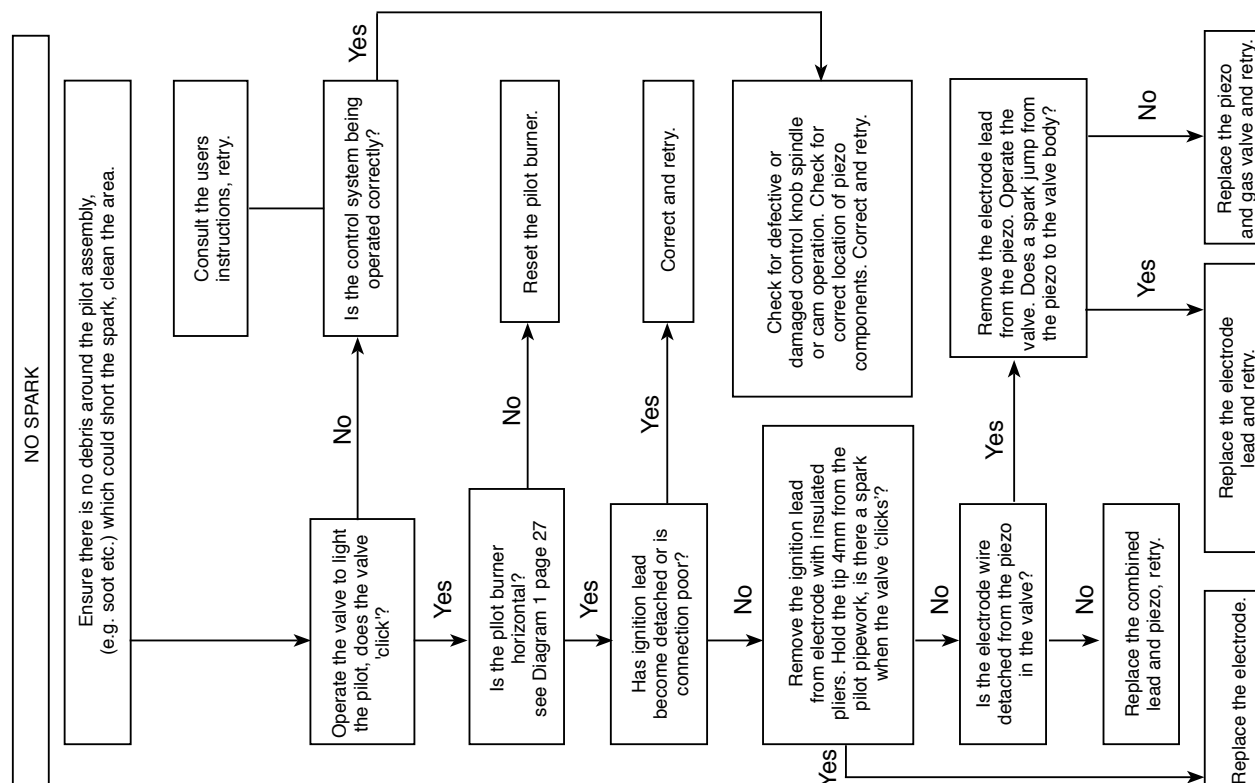 NO SPARK
Ensure there is no debris around the pilot assembly,
(e.g. soot etc.) which could short the spark, clean the area.
Consult the users
instructions, retry.
Operate the valve to light
the pilot, does the valve
'click'?
No
Is the control system being
operated correctly?
Yes
Yes
Is the pilot burner
horizontal?
see Diagram 1 page 27
No
Reset the pilot burner.
Yes
Has ignition lead
become detached or is
connection poor?
Yes
Correct and retry.
No
Check for defective or
damaged control knob spindle
or cam operation. Check for
correct location of piezo
components. Correct and retry.
Remove the ignition lead
from electrode with insulated
pliers. Hold the tip 4mm from the
pilot pipework, is there a spark
when the valve ‘clicks’?
Yes
No
Is the electrode wire
detached from the piezo
in the valve?
Yes
Remove the electrode lead
from the piezo. Operate the
valve. Does a spark jump from
the piezo to the valve body?
No
Replace the combined
lead and piezo, retry.
Yes
No
Replace the electrode.
Replace the electrode
lead and retry.
Replace the piezo
and gas valve and retry.